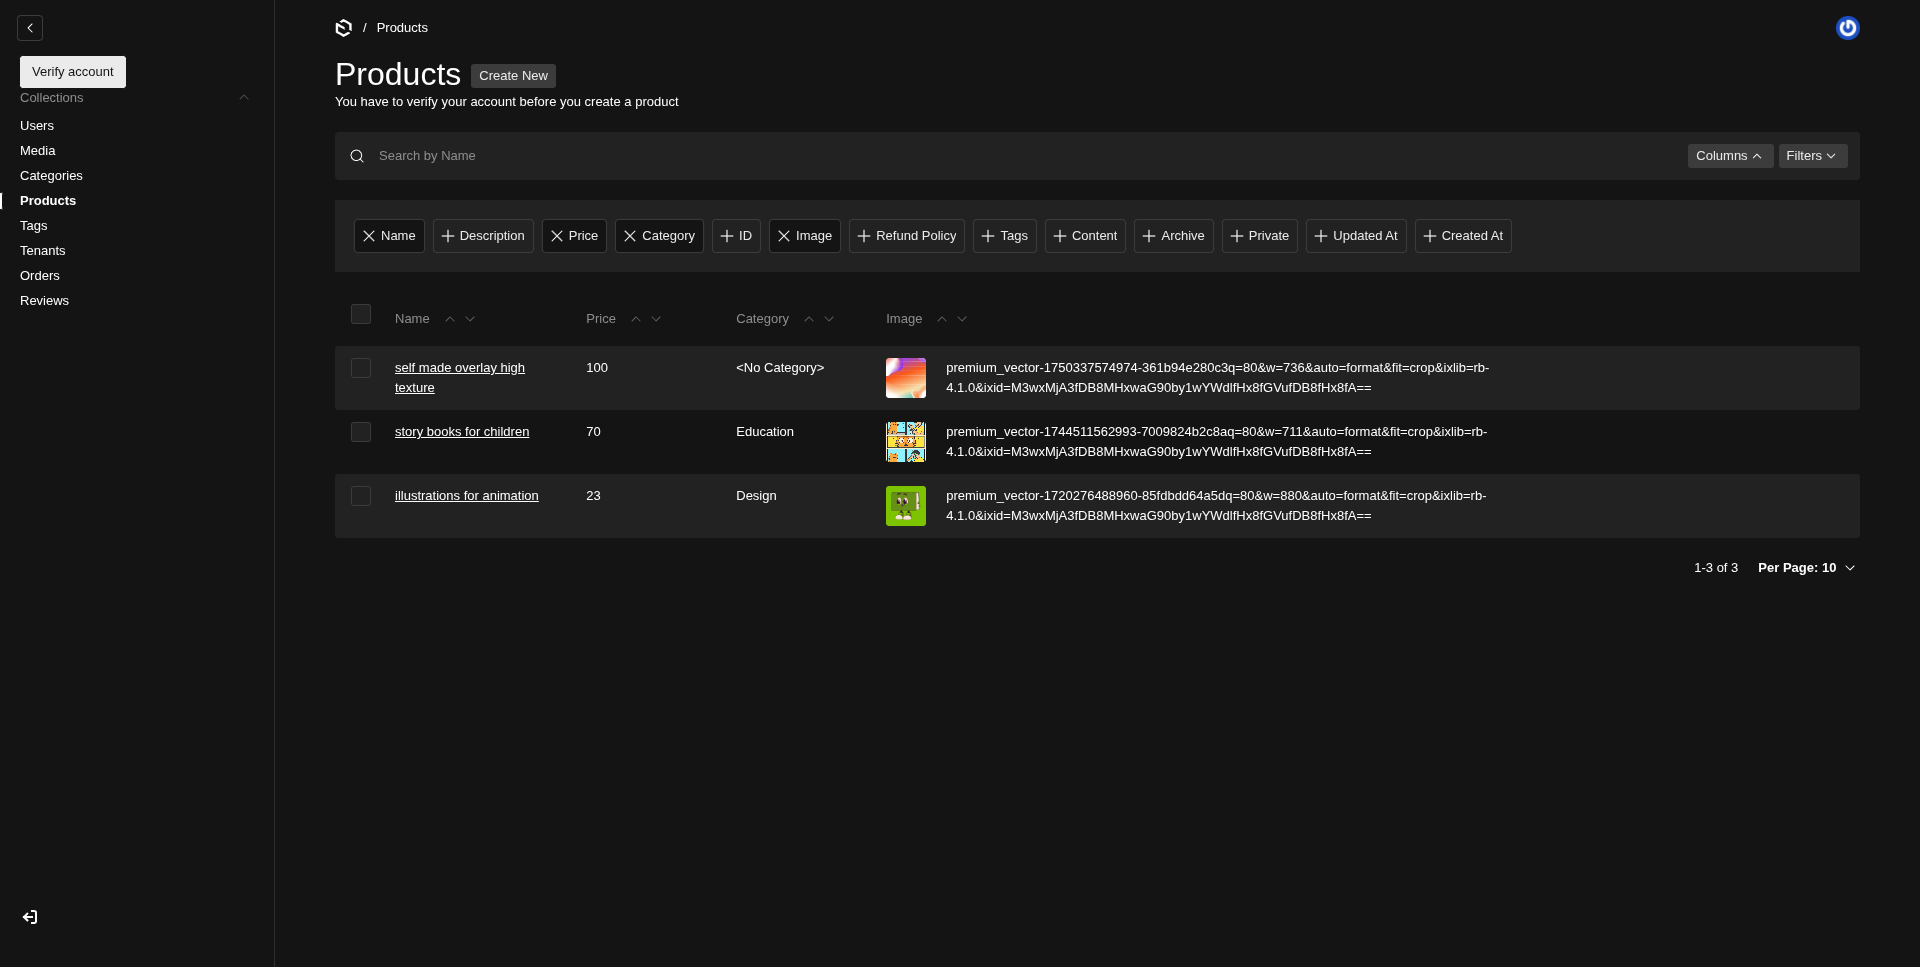 / Products
Verify account
Collections
Users
Media
Categories
Products
Tags
Tenants
Orders
Reviews
Products Create New
You have to verify your account before you create a product
Search by Name Columns Filters
Name Description Price Category ID Image Refund Policy Tags Content Archive Private Updated At Created At
Name Price Category Image
self made overlay high 100 <No Category> premium_vector-1750337574974-361b94e280c3q=80&w=736&auto=format&fit=crop&ixlib=rb-
texture 4.1.0&ixid=M3wxMjA3fDB8MHxwaG90by1wYWdlfHx8fGVufDB8fHx8fA==
story books for children 70 Education premium_vector-1744511562993-7009824b2c8aq=80&w=711&auto=format&fit=crop&ixlib=rb-
4.1.0&ixid=M3wxMjA3fDB8MHxwaG90by1wYWdlfHx8fGVufDB8fHx8fA==
illustrations for animation 23 Design premium_vector-1720276488960-85fdbdd64a5dq=80&w=880&auto=format&fit=crop&ixlib=rb-
4.1.0&ixid=M3wxMjA3fDB8MHxwaG90by1wYWdlfHx8fGVufDB8fHx8fA==
1-3 of 3 Per Page: 10